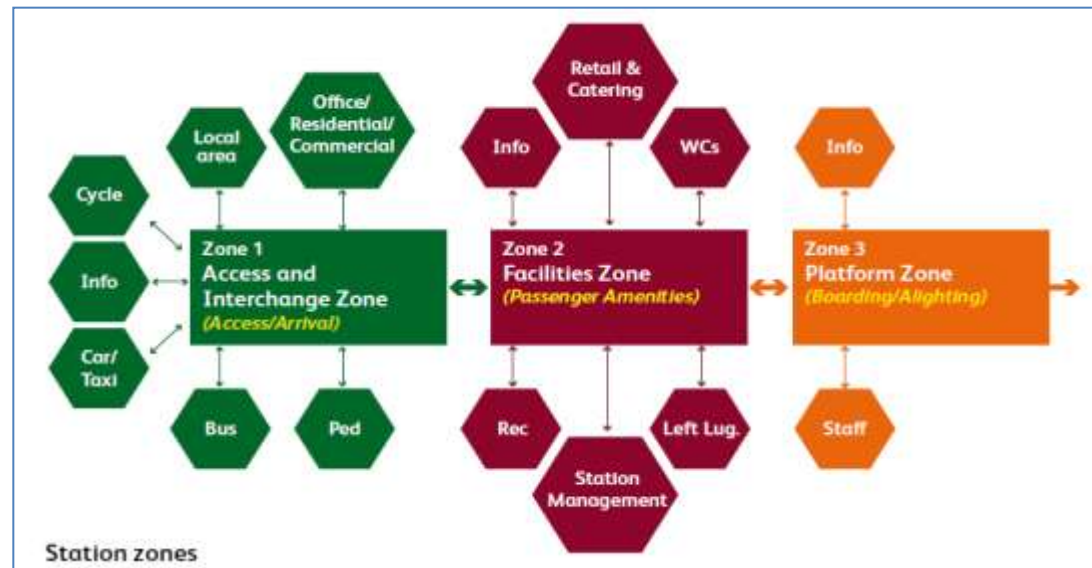 Retail &
Catering
Office/
Residential/
Commercial
Local
area
Info
WCs
Info
Cycle
Info
Car/
Taxi
Zone 1
Access and
Interchange Zone
(Access/Arrival)
Zone 2
Facilities Zone
(Passenger Amenities)
Zone 3
Platform Zone
(Boarding/Alighting)
Bus
Ped
Rec
Left Lug.
Staff
Station
Management
Station zones